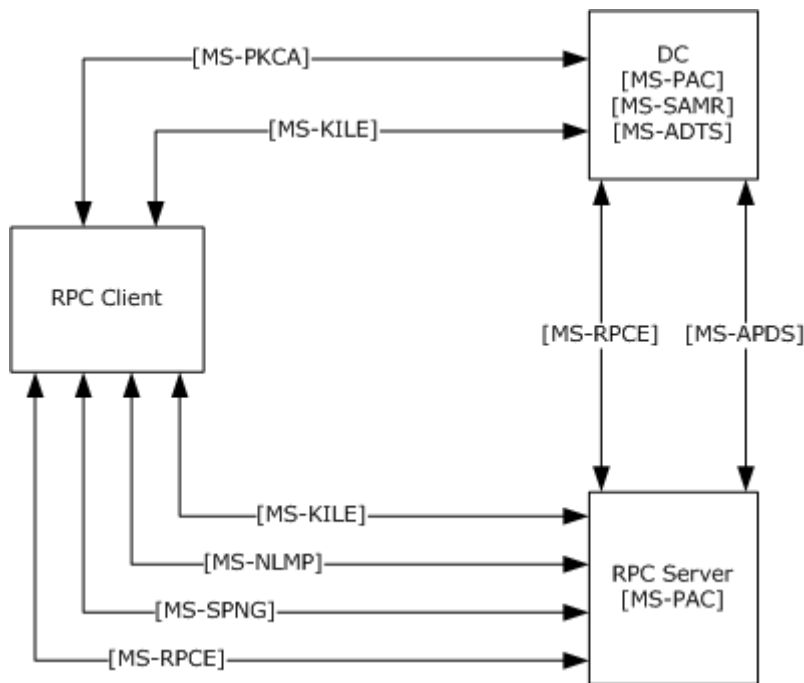 [MS-PKCA]
DC
[MS-PAC]
[MS-SAMR]
[MS-ADTS]
[MS-KILE]
RPC Client
[MS-RPCE]
[MS-APDS]
[MS-KILE]
[MS-NLMP]
RPC Server
[MS-PAC]
[MS-SPNG]
[MS-RPCE]